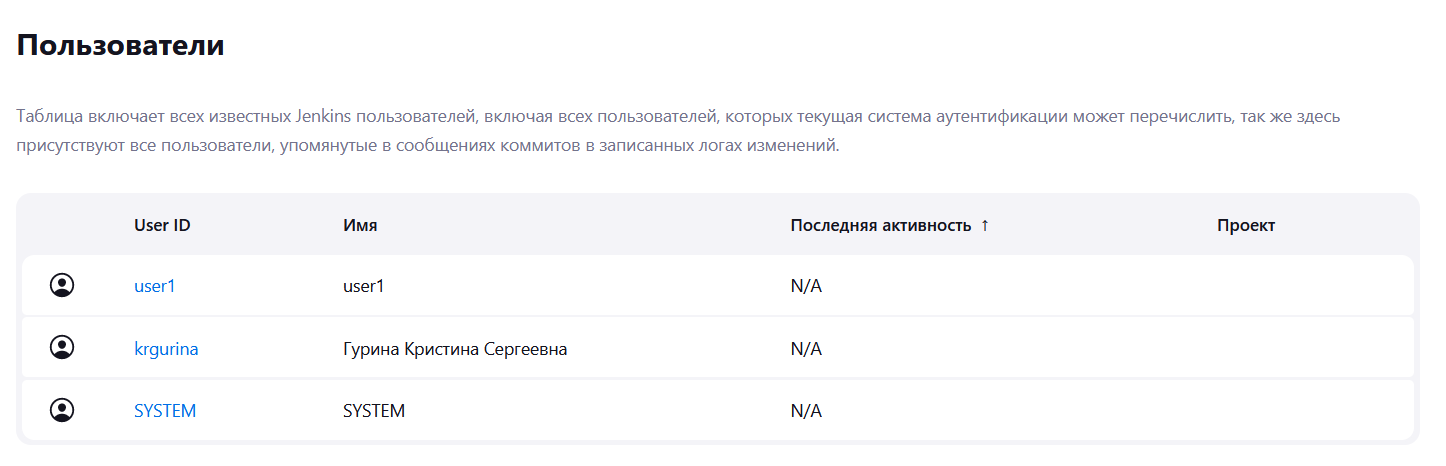 Пользователи
Таблица включает всех известных Jenkins пользователей, включая всех пользователей, которых текущая система аутентификации может перечислить, так же здесь
присутствуют все пользователи, упомянутые в сообщениях коммитов в записанных логах изменений.
User ID Имя Последняя активность ↑ Проект
user1 user1 N/A
krgurina Гурина Кристина Сергеевна N/A
SYSTEM SYSTEM N/A